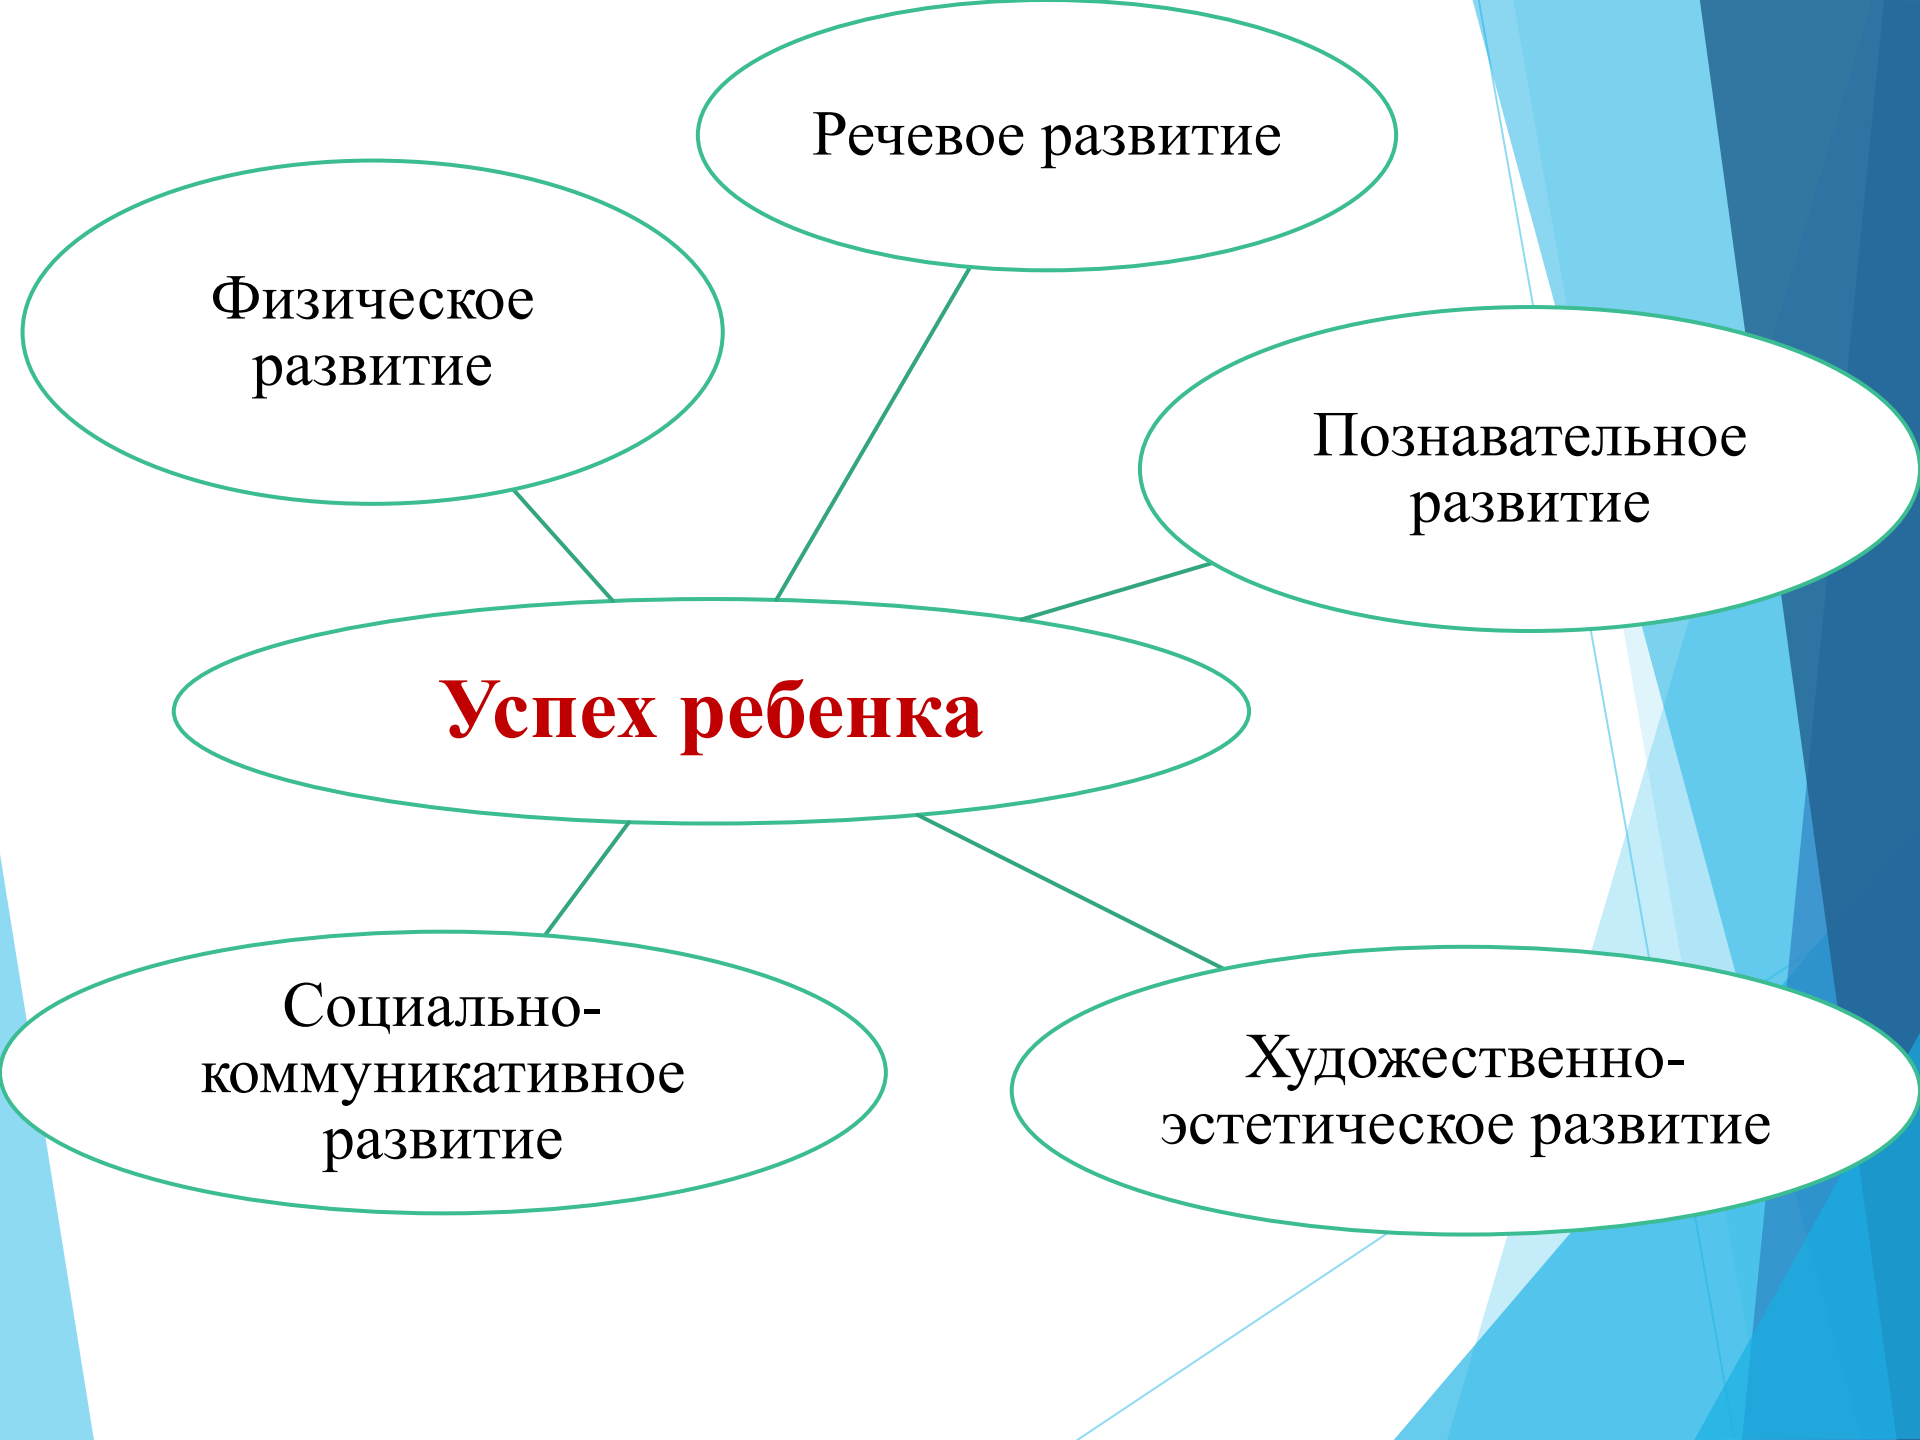 Речевое развитие
Физическое
развитие
Познавательное
развитие
Успех ребенка
Социально-
коммуникативное
развитие
Художественно-
эстетическое развитие